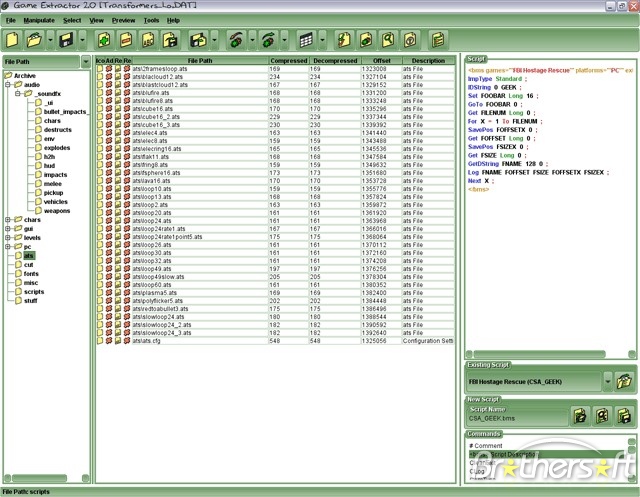 Game Extractor 2.0 [Transformers_Lo.DAT]
File Manipulate Select View Preview Tools Help
File Path
Archive
audio
_soundfx
_ui
bullet_impacts_
chars
destructs
env
explodes
h2h
hud
impacts
melee
pickup
vehicles
weapons
chars
gui
levels
pc
ats
cut
fonts
misc
scripts
stuff
Ico Ad Re Re File Path Compressed Decompressed Offset Description
ats\2framesloop.ats 169 169 1323008 ats File
ats\blacloud12.ats 234 234 1327104 ats File
ats\blastcloud12.ats 167 167 1329152 ats File
ats\blufire.ats 168 168 1331200 ats File
ats\blufire8.ats 168 168 1333248 ats File
ats\cube16.ats 170 170 1335296 ats File
ats\cube16_2.ats 229 229 1337344 ats File
ats\cube16_3.ats 230 230 1339392 ats File
ats\elec4.ats 163 163 1341440 ats File
ats\elec8.ats 159 159 1343488 ats File
ats\elecring16.ats 165 165 1345536 ats File
ats\flak11.ats 168 168 1347584 ats File
ats\fring8.ats 159 159 1349632 ats File
ats\fsphere16.ats 173 173 1351680 ats File
ats\lava16.ats 170 170 1353728 ats File
ats\loop10.ats 159 159 1355776 ats File
ats\loop13.ats 168 168 1357824 ats File
ats\loop2.ats 163 163 1359872 ats File
ats\loop20.ats 161 161 1361920 ats File
ats\loop24.ats 161 161 1363968 ats File
ats\loop24rate1.ats 167 167 1366016 ats File
ats\loop24rate1point5.ats 175 175 1368064 ats File
ats\loop26.ats 161 161 1370112 ats File
ats\loop30.ats 161 161 1372160 ats File
ats\loop32.ats 161 161 1374208 ats File
ats\loop49.ats 197 197 1376256 ats File
ats\loop49slow.ats 205 205 1378304 ats File
ats\loop60.ats 161 161 1380352 ats File
ats\plasma5.ats 169 169 1382400 ats File
ats\polyflicker5.ats 202 202 1384448 ats File
ats\redtoabullet3.ats 175 175 1386496 ats File
ats\slowloop24.ats 180 180 1388544 ats File
ats\slowloop24_2.ats 182 182 1390592 ats File
ats\slowloop24_3.ats 182 182 1392640 ats File
ats\ats.cfg 548 548 1325056 Configuration Setti
Script
<bms games="FBI Hostage Rescue" platforms="PC" ex
ImpType Standard ;
IDString 0 GEEK ;
Set FOOBAR Long 16 ;
GoTo FOOBAR 0 ;
Get FILENUM Long 0 ;
For X = 1 To FILENUM ;
SavePos FOFFSETX 0 ;
Get FOFFSET Long 0 ;
SavePos FSIZEX 0 ;
Get FSIZE Long 0 ;
GetDString FNAME 128 0 ;
Log FNAME FOFFSET FSIZE FOFFSETX FSIZEX ;
Next X ;
</bms>
Existing Script
FBI Hostage Rescue (CSA_GEEK)
New Script
Script Name
CSA_GEEK.bms
Commands
# Comment
Script Description
CleanExit
CLog
Brothersoft
File Path: scripts